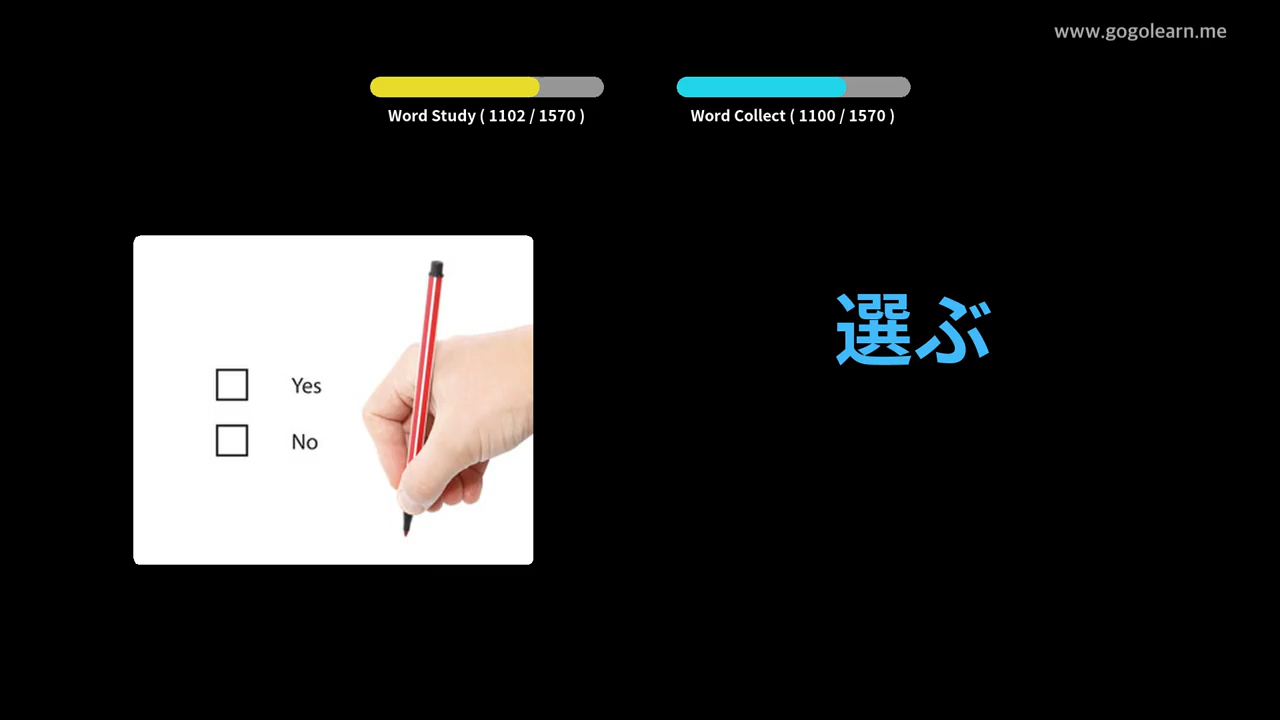 www.gogolearn.me
Word Study ( 1102 / 1570 )
Word Collect ( 1100 / 1570 )
選ぶ
Yes
No